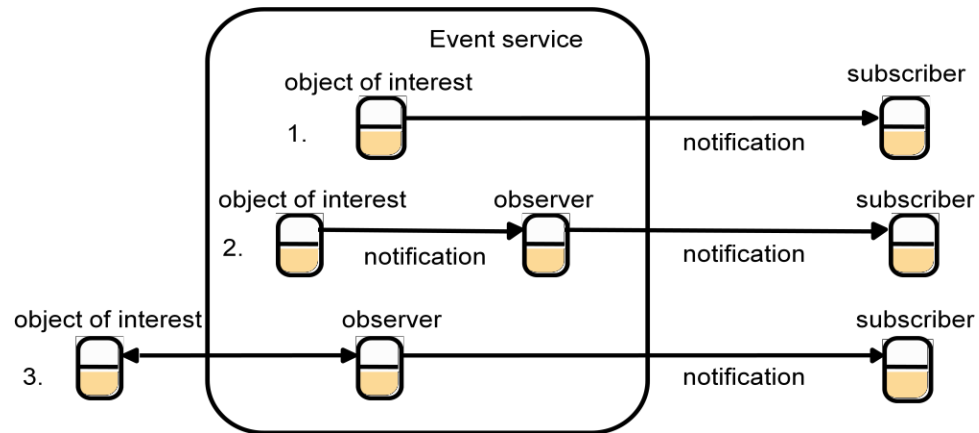 Event service
object of interest
subscriber
1.
notification
object of interest
observer
subscriber
2.
notification
notification
object of interest
observer
subscriber
3.
notification